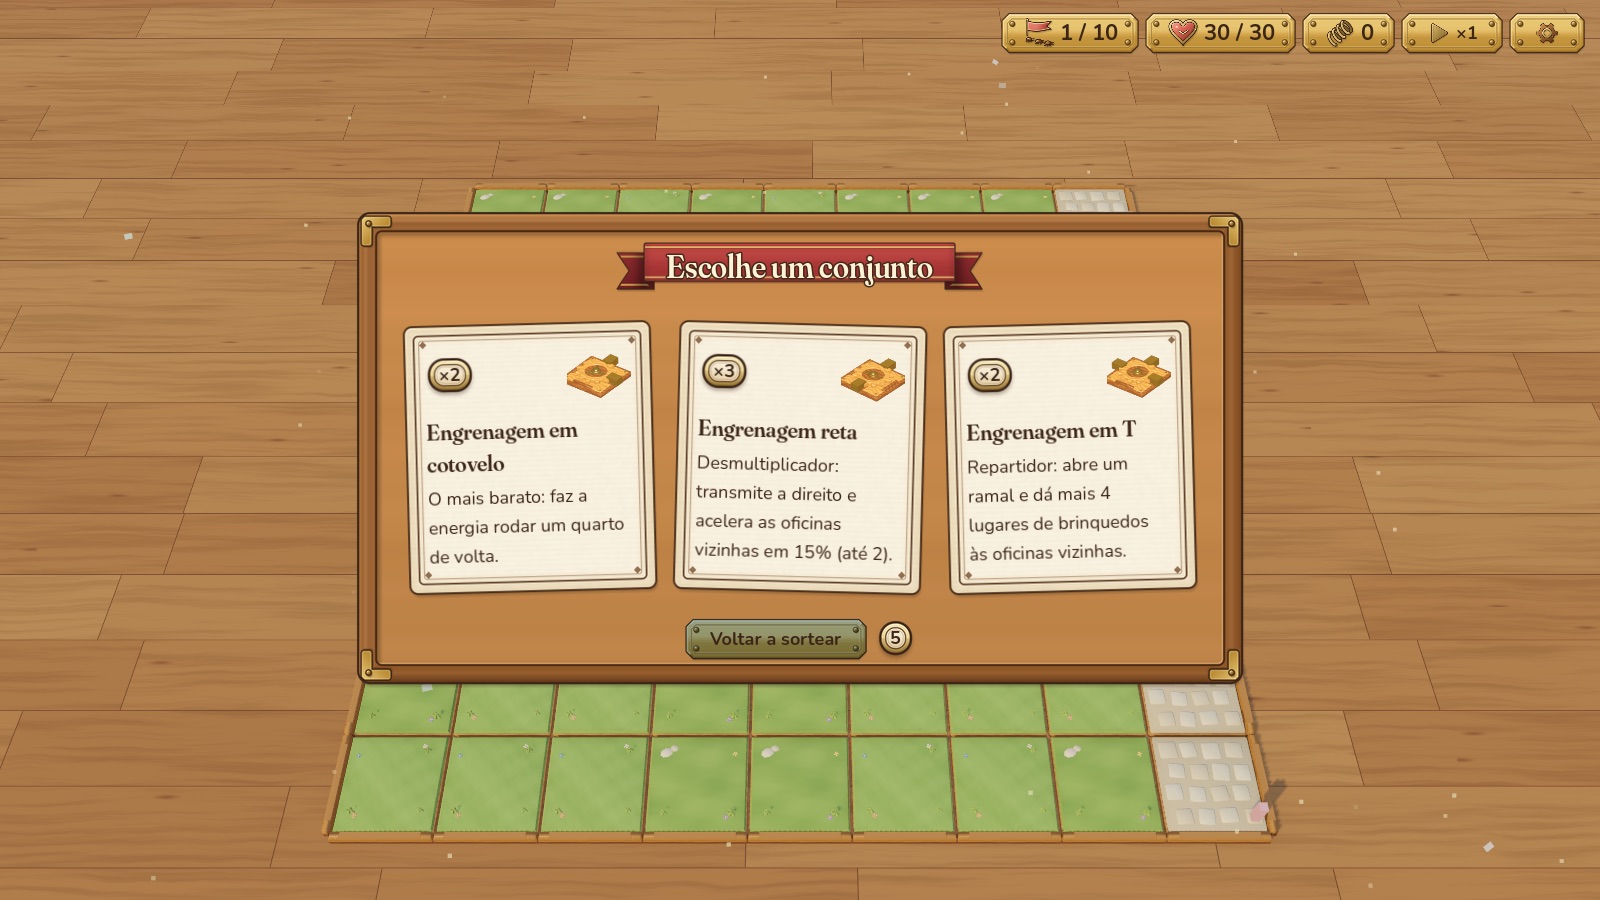 1 / 10
30 / 30
0
×1
Escolhe um conjunto
×2
Engrenagem em
cotovelo
O mais barato: faz a
energia rodar um quarto
de volta.
×3
Engrenagem reta
Desmultiplicador:
transmite a direito e
acelera as oficinas
vizinhas em 15% (até 2).
×2
Engrenagem em T
Repartidor: abre um
ramal e dá mais 4
lugares de brinquedos
às oficinas vizinhas.
Voltar a sortear
5